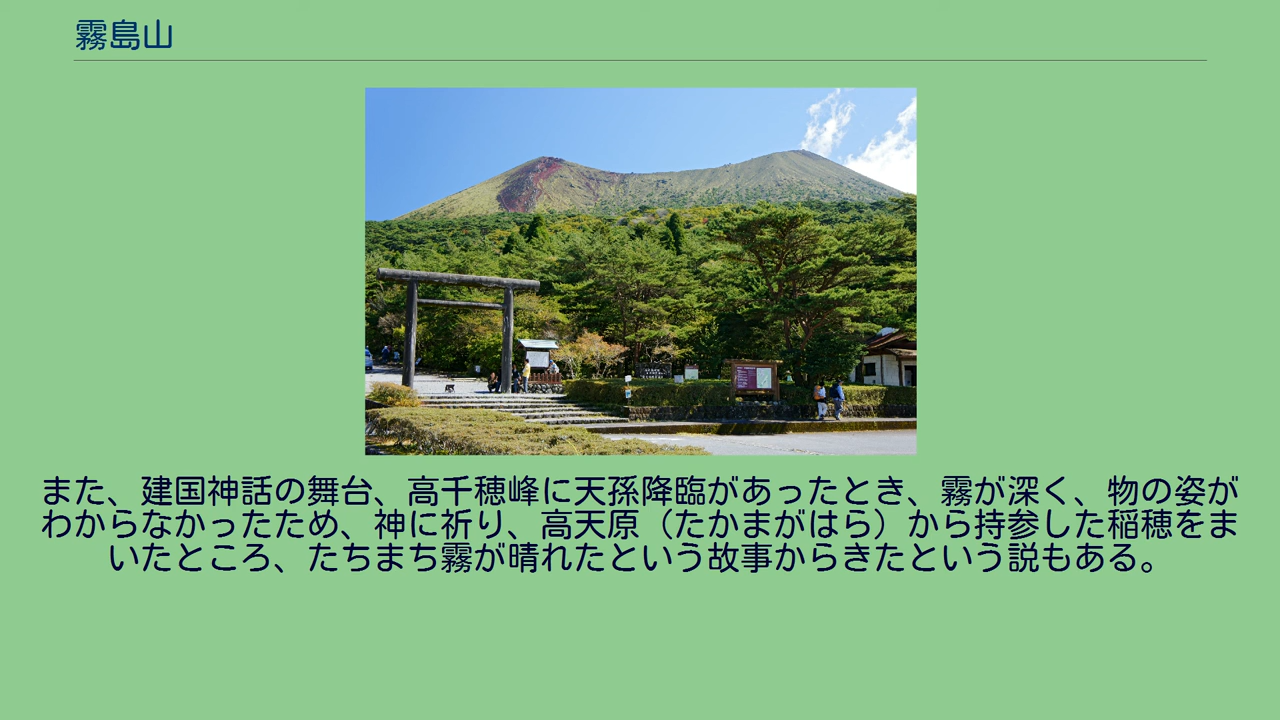 霧島山
また、建国神話の舞台、高千穂峰に天孫降臨があったとき、霧が深く、物の姿が
わからなかったため、神に祈り、高天原（たかまがはら）から持参した稲穂をま
いたところ、たちまち霧が晴れたという故事からきたという説もある。